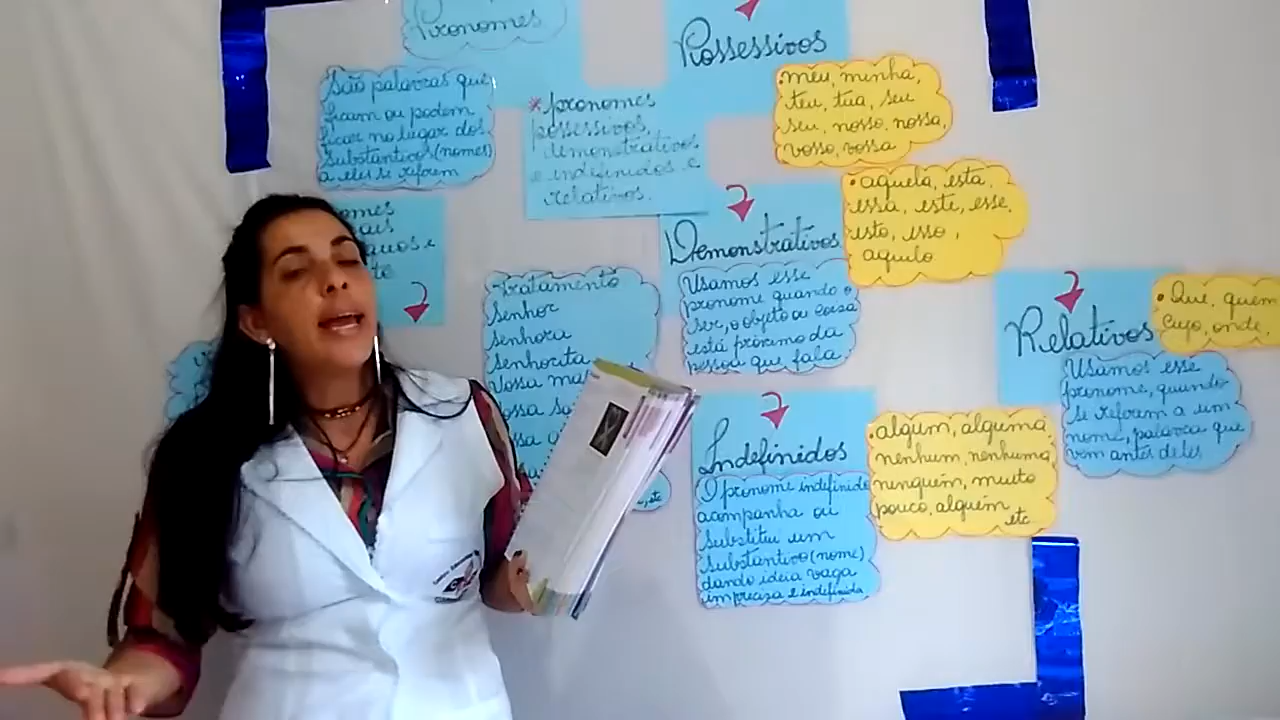 Pronomes
São palavras que
ficam ou podem
ficar no lugar dos
substantivos (nomes)
a eles se referem
* pronomes
possessivos,
demonstrativos
e indefinidos e
relativos.
tratamento
Senhor
Senhora
Senhorita
Vossa
Possessivos
• meu, minha,
teu, tua, seu
seu, nosso, nossa,
vosso, vossa
Demonstrativos
• aquela, esta,
essa, este, esse,
isto, isso,
aquilo
Usamos esse
pronome quando o
ser, o objeto ou coisa
está próximo da
pessoa que fala
Indefinidos
O pronome indefinido
acompanha ou
substitui um
substantivo (nome)
dando ideia vaga
imprecisa e indefinida
• algum, alguma
nenhum, nenhuma
ninguém, muito
pouco, alguém
etc
Relativos
• Que, quem
cujo, onde,
Usamos esse
pronome, quando
se referem a um
nome, palavra que
vem antes deles